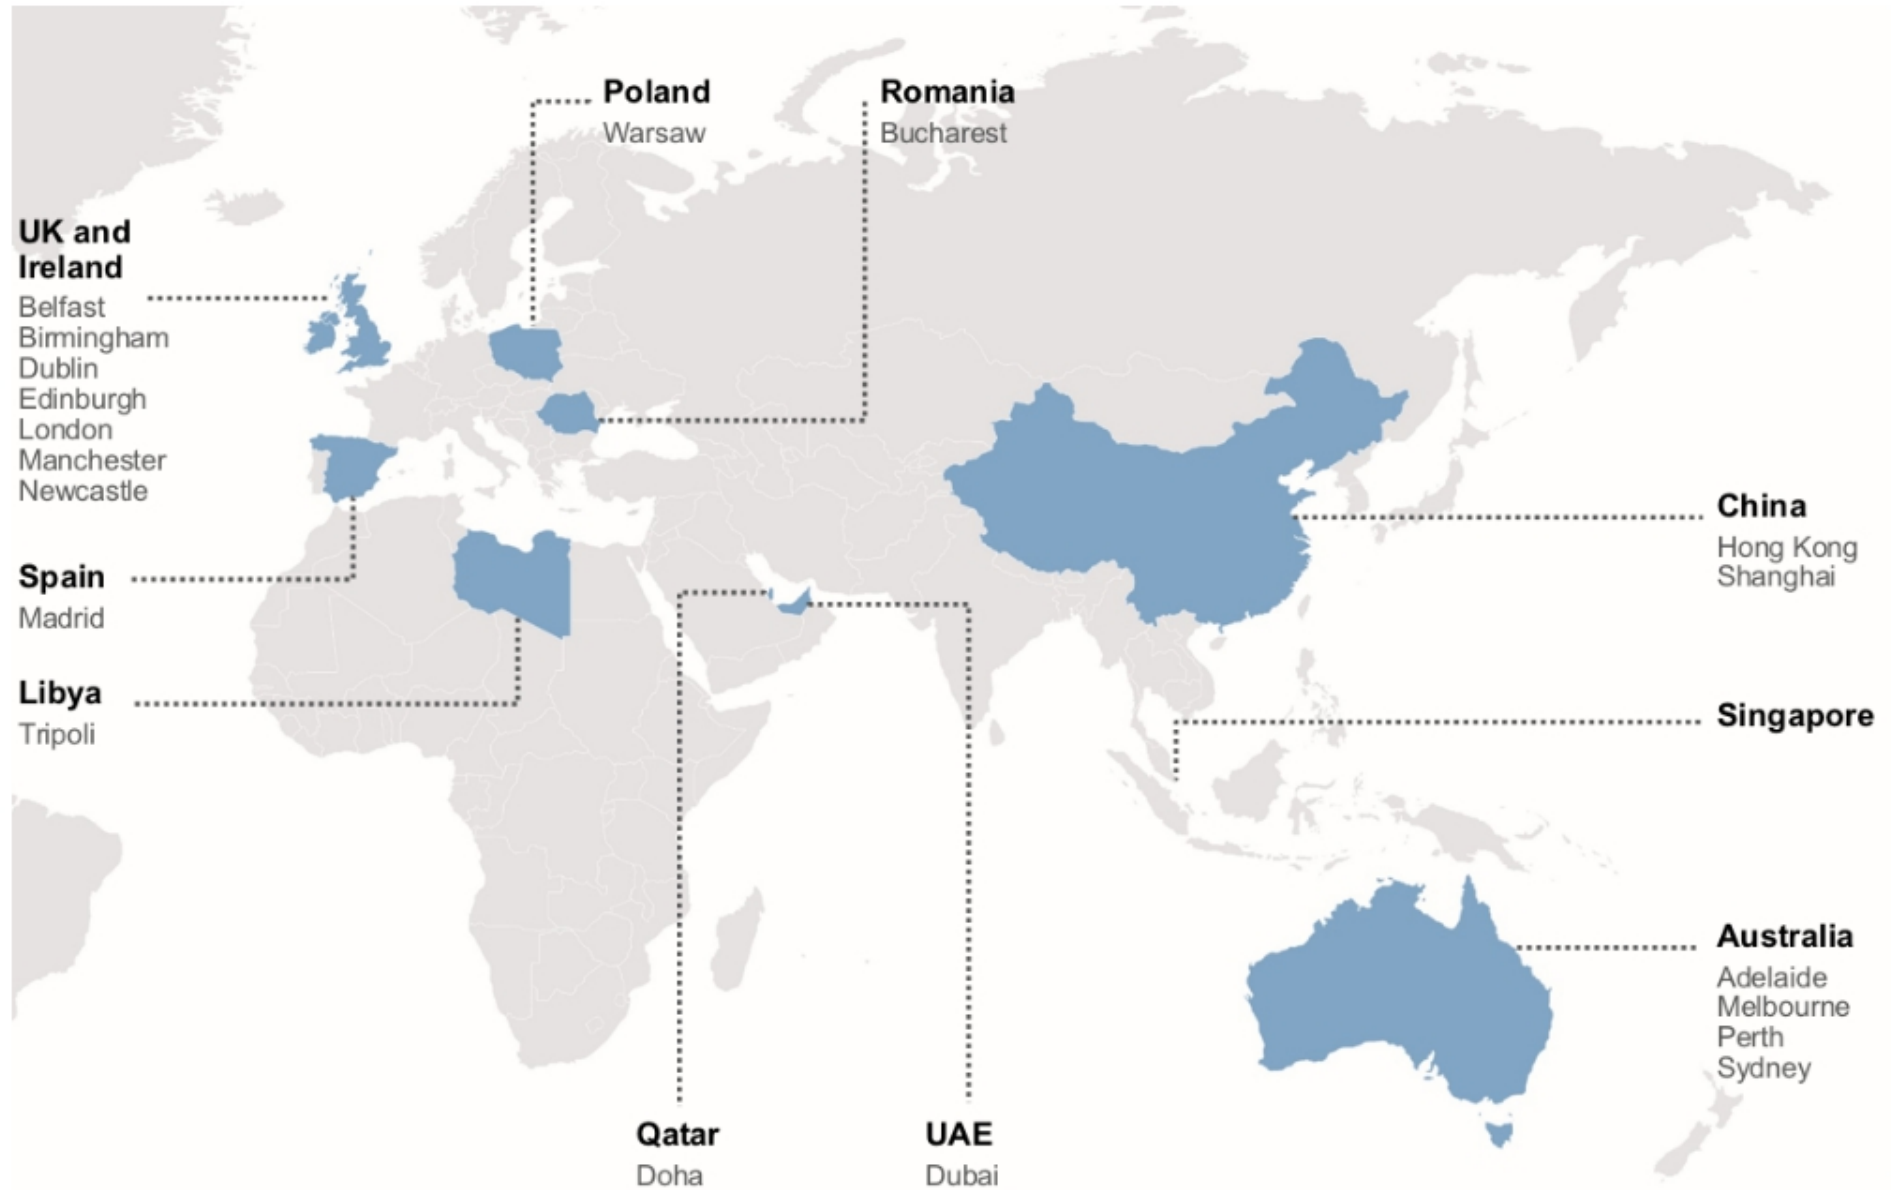 Poland
Warsaw
Romania
Bucharest
UK and
Ireland
Belfast
Birmingham
Dublin
Edinburgh
London
Manchester
Newcastle
Spain
Madrid
Libya
Tripoli
China
Hong Kong
Shanghai
Singapore
Australia
Adelaide
Melbourne
Perth
Sydney
Qatar
Doha
UAE
Dubai